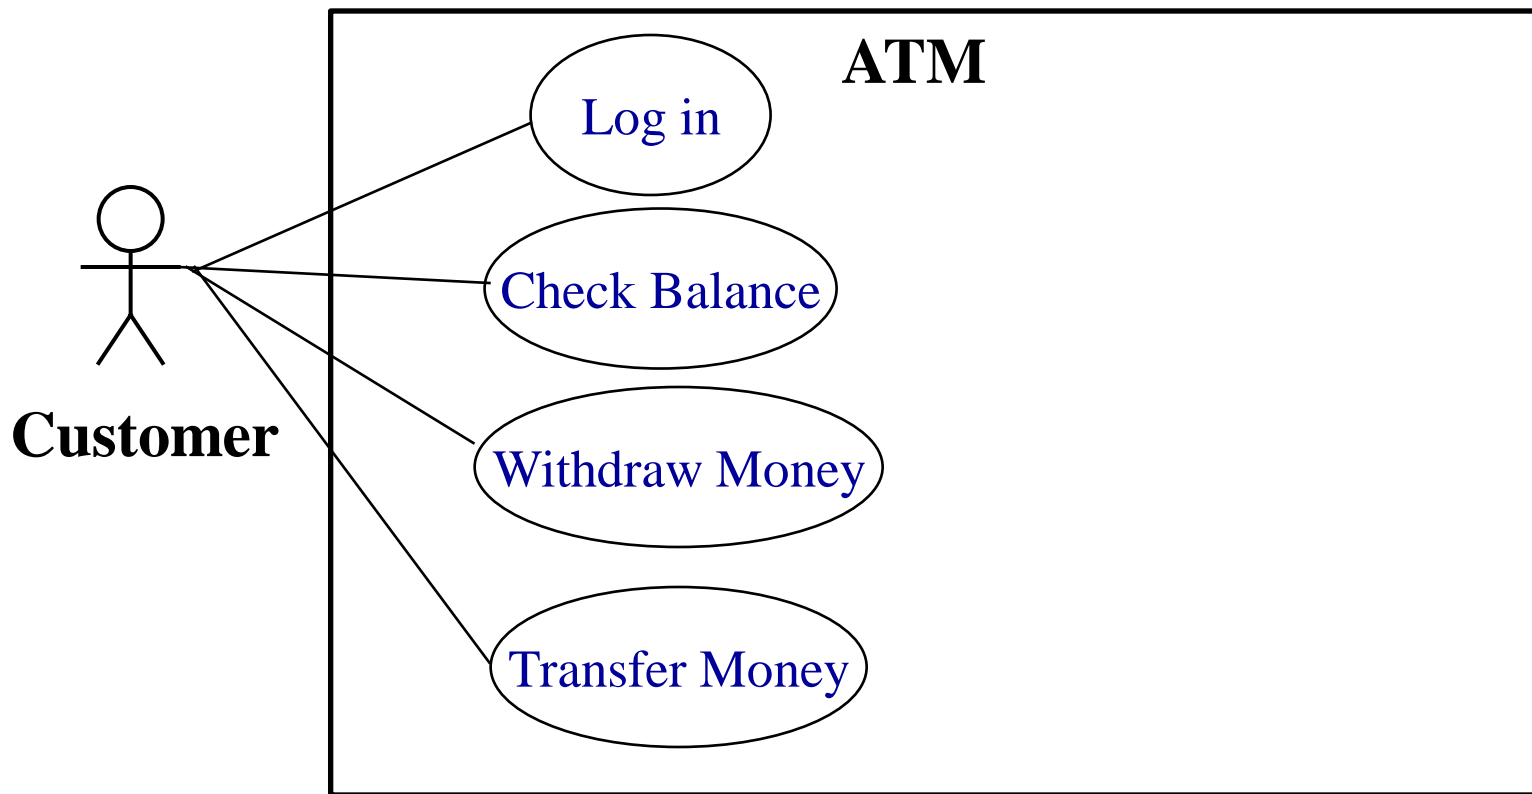 ATM
Log in
Check Balance
Customer
Withdraw Money
Transfer Money